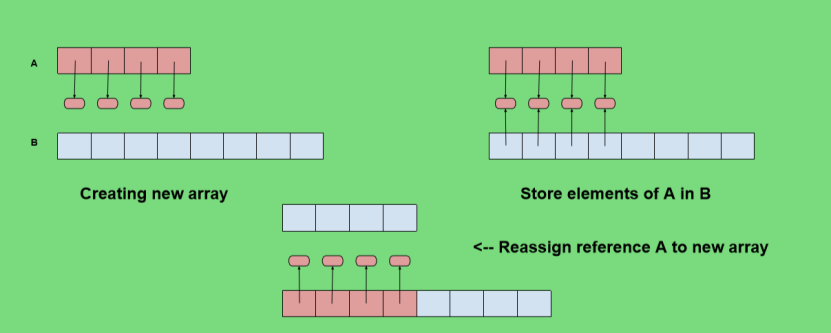 A
B
Creating new array
Store elements of A in B
<-- Reassign reference A to new array